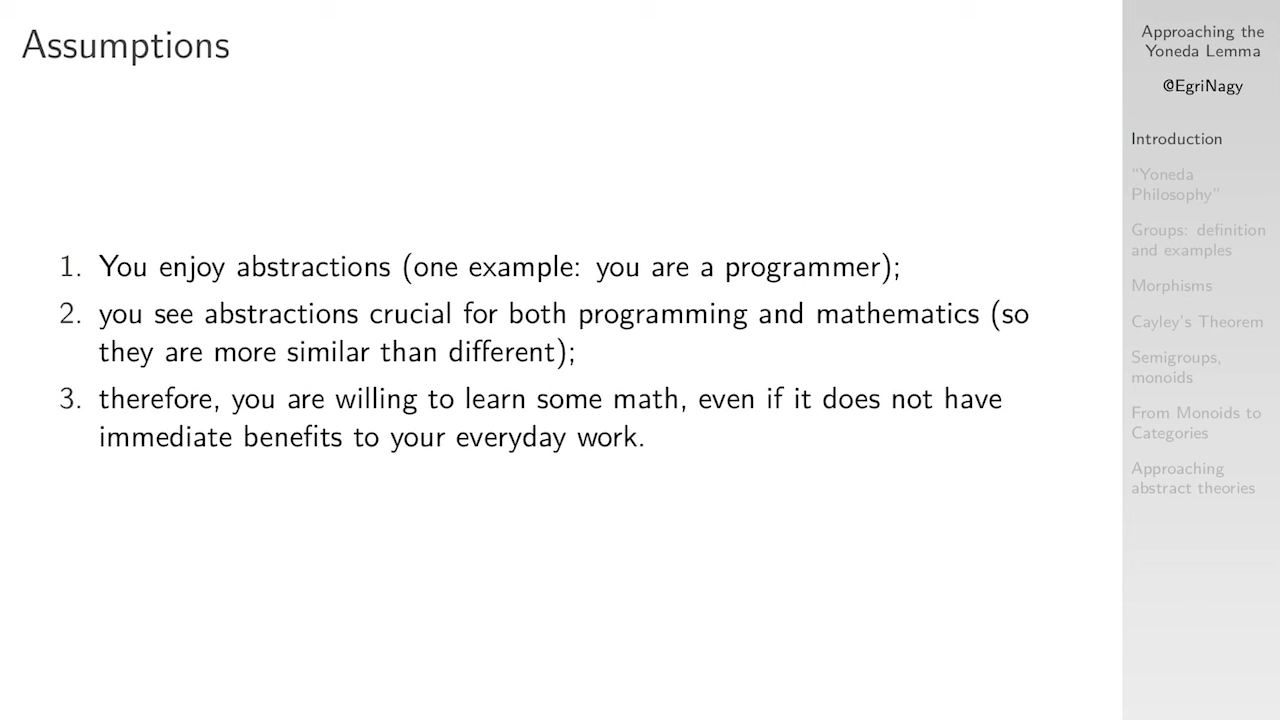 Assumptions
1. You enjoy abstractions (one example: you are a programmer);
2. you see abstractions crucial for both programming and mathematics (so
they are more similar than different);
3. therefore, you are willing to learn some math, even if it does not have
immediate benefits to your everyday work.
Approaching the
Yoneda Lemma
@EgriNagy
Introduction
“Yoneda
Philosophy”
Groups: definition
and examples
Morphisms
Cayley's Theorem
Semigroups,
monoids
From Monoids to
Categories
Approaching
abstract theories